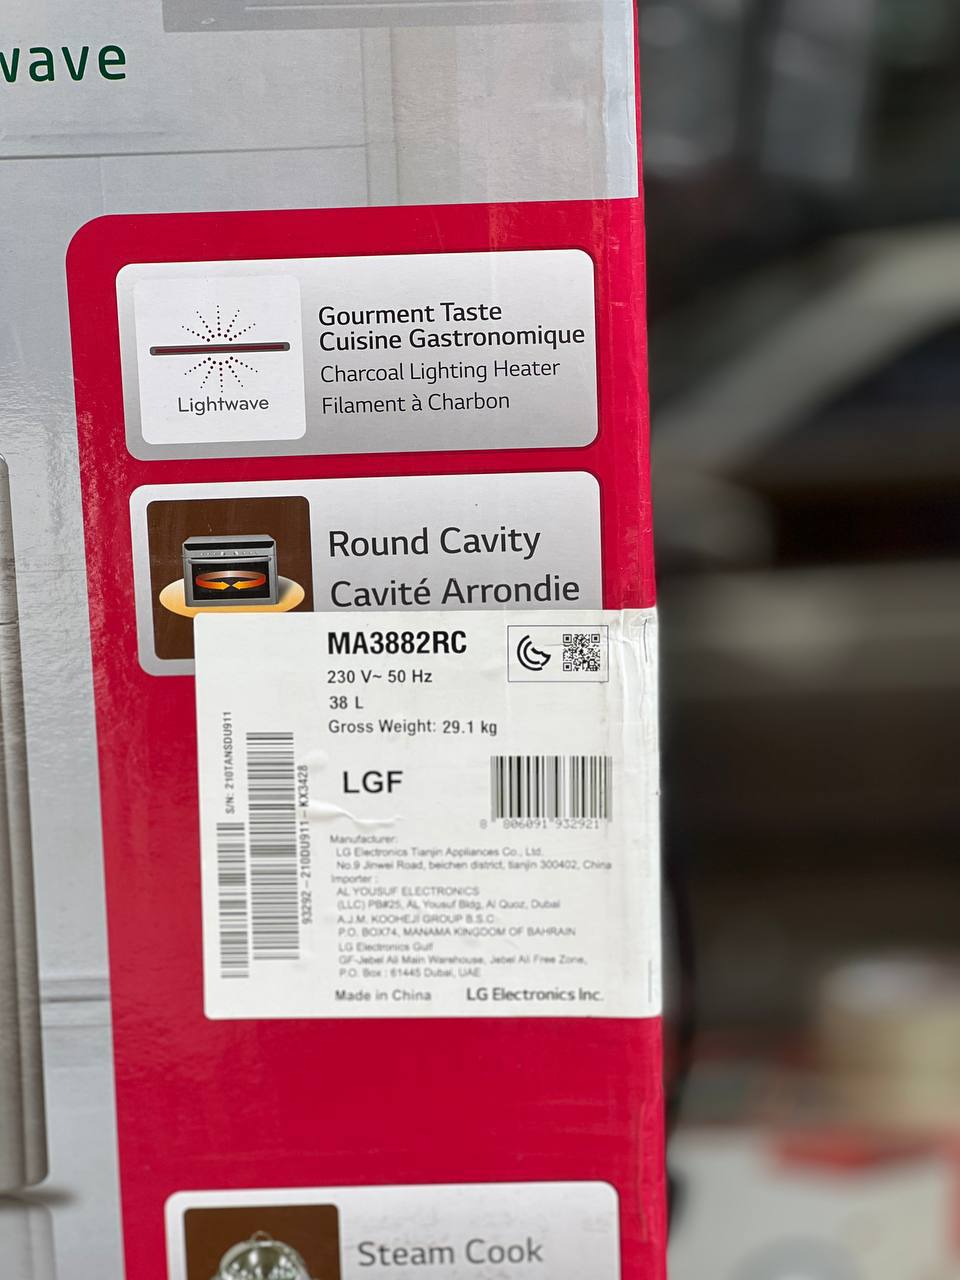 wave
Gourment Taste
Cuisine Gastronomique
Charcoal Lighting Heater
Filament à Charbon
Lightwave
Round Cavity
Cavité Arrondie
MA3882RC
230 V~ 50 Hz
38 L
Gross Weight: 29.1 kg
LGF
8 806091 932921
S/N: 210TANSDU911
93292-210DU911-KX3428
Manufacturer:
LG Electronics Tianjin Appliances Co., Ltd.
No.9 Jinwei Road, beichen district, tianjin 300402, China
Importer :
AL YOUSUF ELECTRONICS
(LLC) PB#25, AL Yousuf Bldg, Al Quoz, Dubai
A.J.M. KOOHEJI GROUP B.S.C
P.O. BOX74, MANAMA KINGDOM OF BAHRAIN
LG Electronics Gulf
GF-Jebel Ali Main Warehouse, Jebel Ali Free Zone,
P.O. Box : 61445 Dubai, UAE
Made in China LG Electronics Inc.
Steam Cook